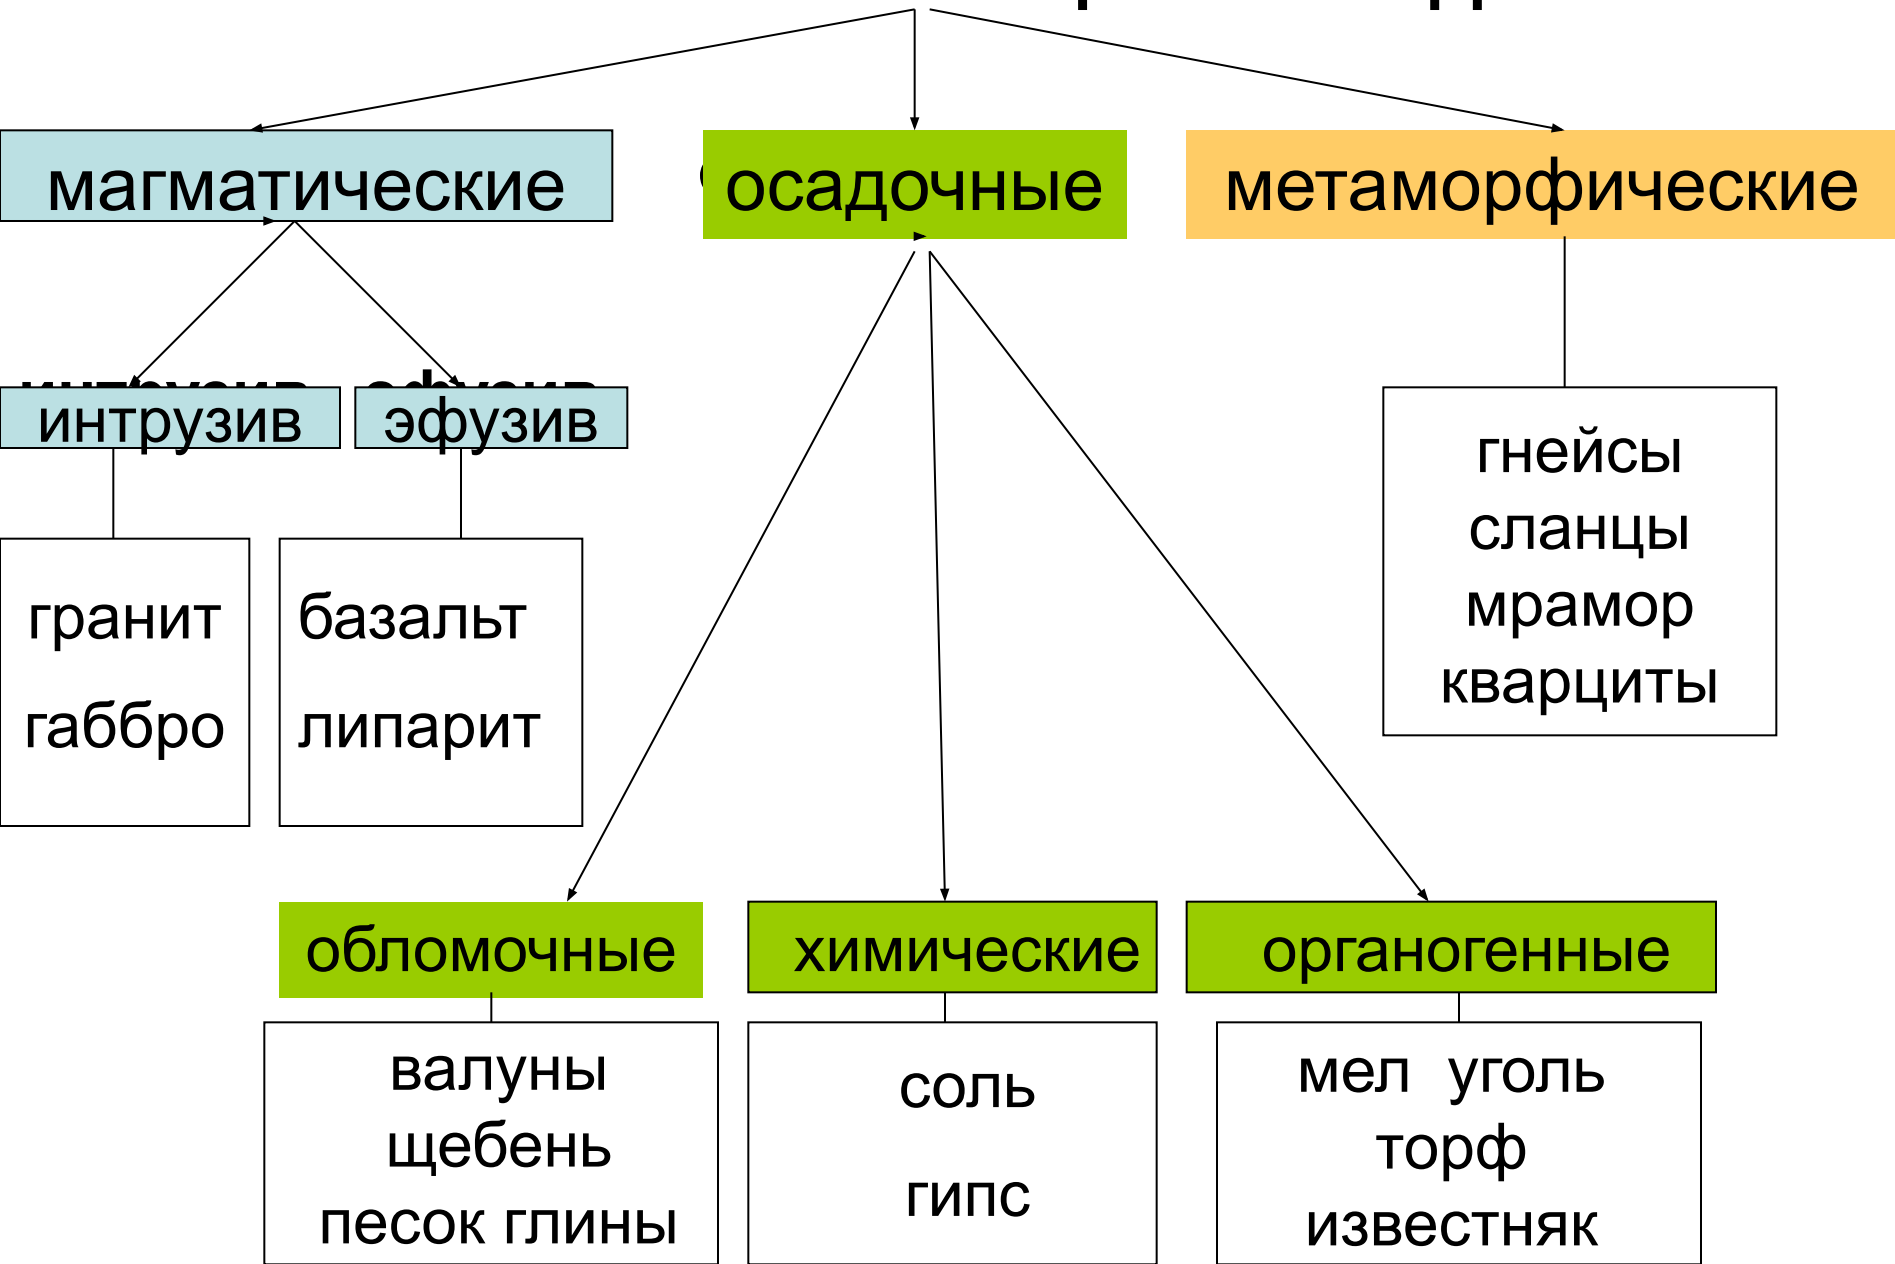 магматические
осадочные
метаморфические
интрузив
эфузив
гранит
габбро
базальт
липарит
гнейсы
сланцы
мрамор
кварциты
обломочные
химические
органогенные
валуны
щебень
песок глины
соль
гипс
мел уголь
торф
известняк